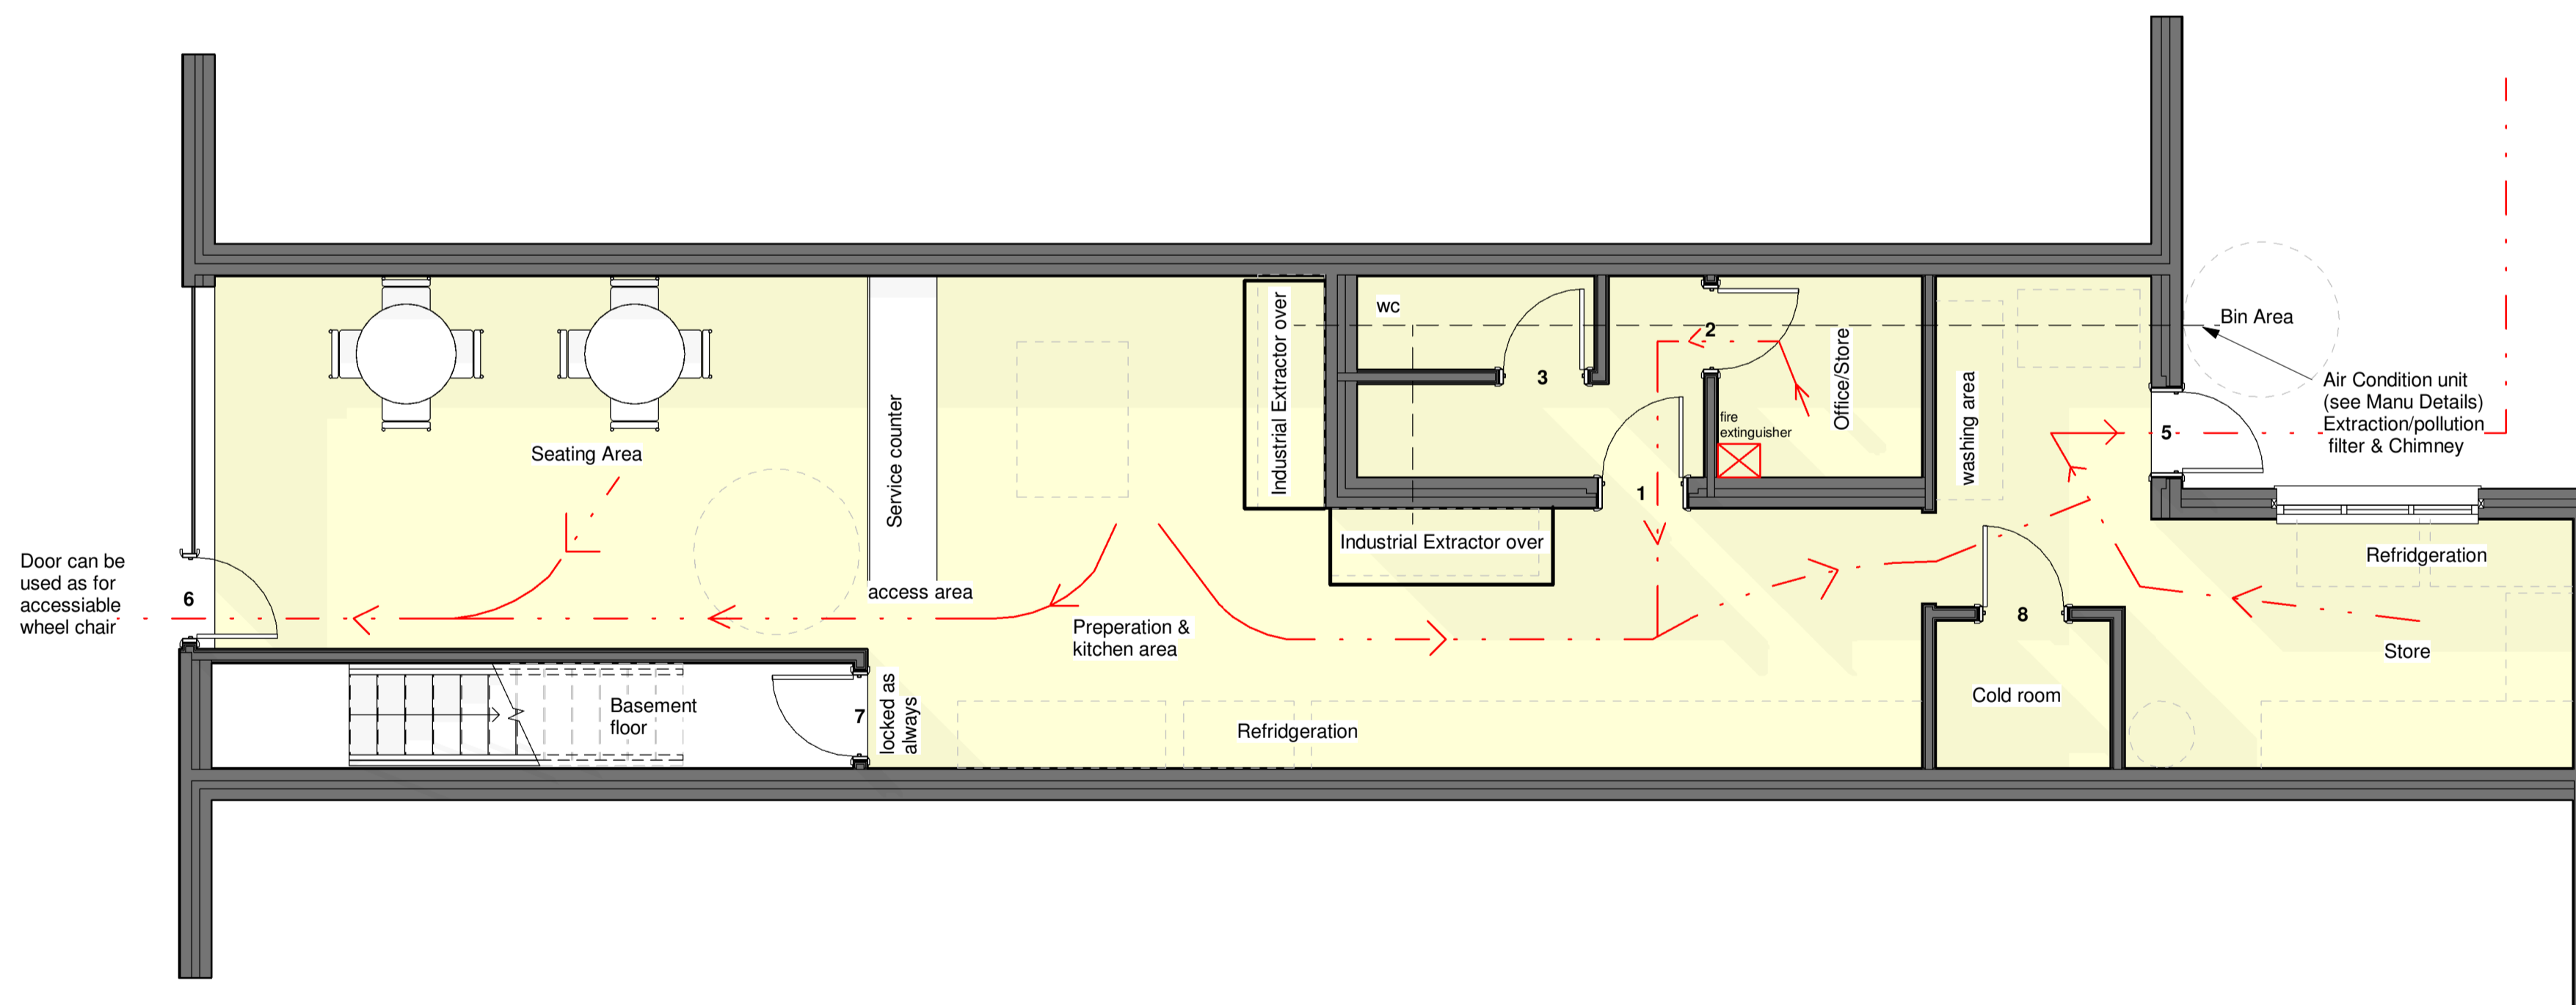 Door can be
used as for
accessiable
wheel chair
6
Seating Area
Service counter
access area
Basement
floor
7
locked as
always
Preperation &
kitchen area
Refridgeration
Industrial Extractor over
Industrial Extractor over
wc
3
1
2
fire
extinguisher
Office/Store
washing area
5
8
Cold room
Bin Area
Air Condition unit
(see Manu Details)
Extraction/pollution
filter & Chimney
Refridgeration
Store